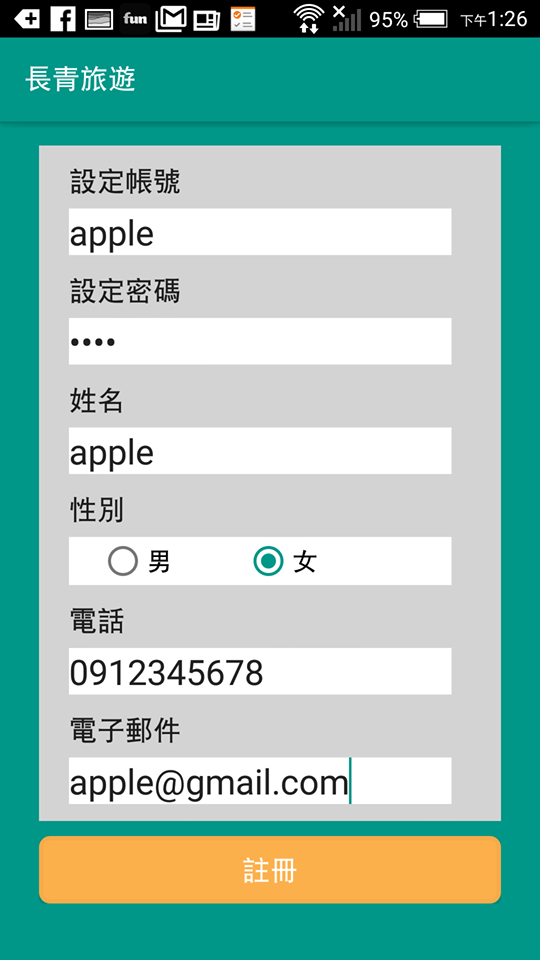 fun
95%
下午1:26
長青旅遊
設定帳號
apple
設定密碼
••••
姓名
apple
性別
男 女
電話
0912345678
電子郵件
apple@gmail.com
註冊